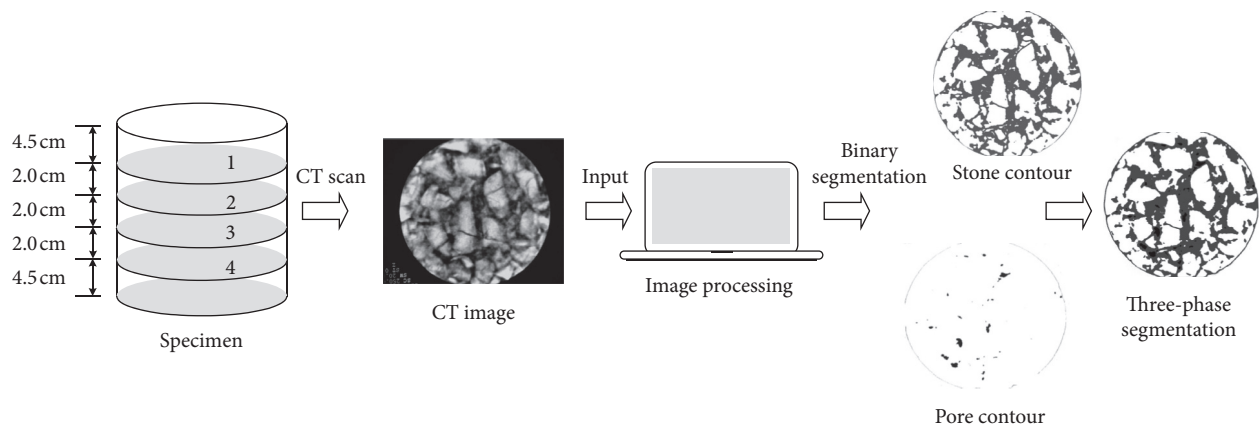 4.5 cm
2.0 cm
2.0 cm
2.0 cm
4.5 cm
1
2
3
4
Specimen
CT scan
CT image
Input
Image processing
Binary
segmentation
Stone contour
Pore contour
Three-phase
segmentation